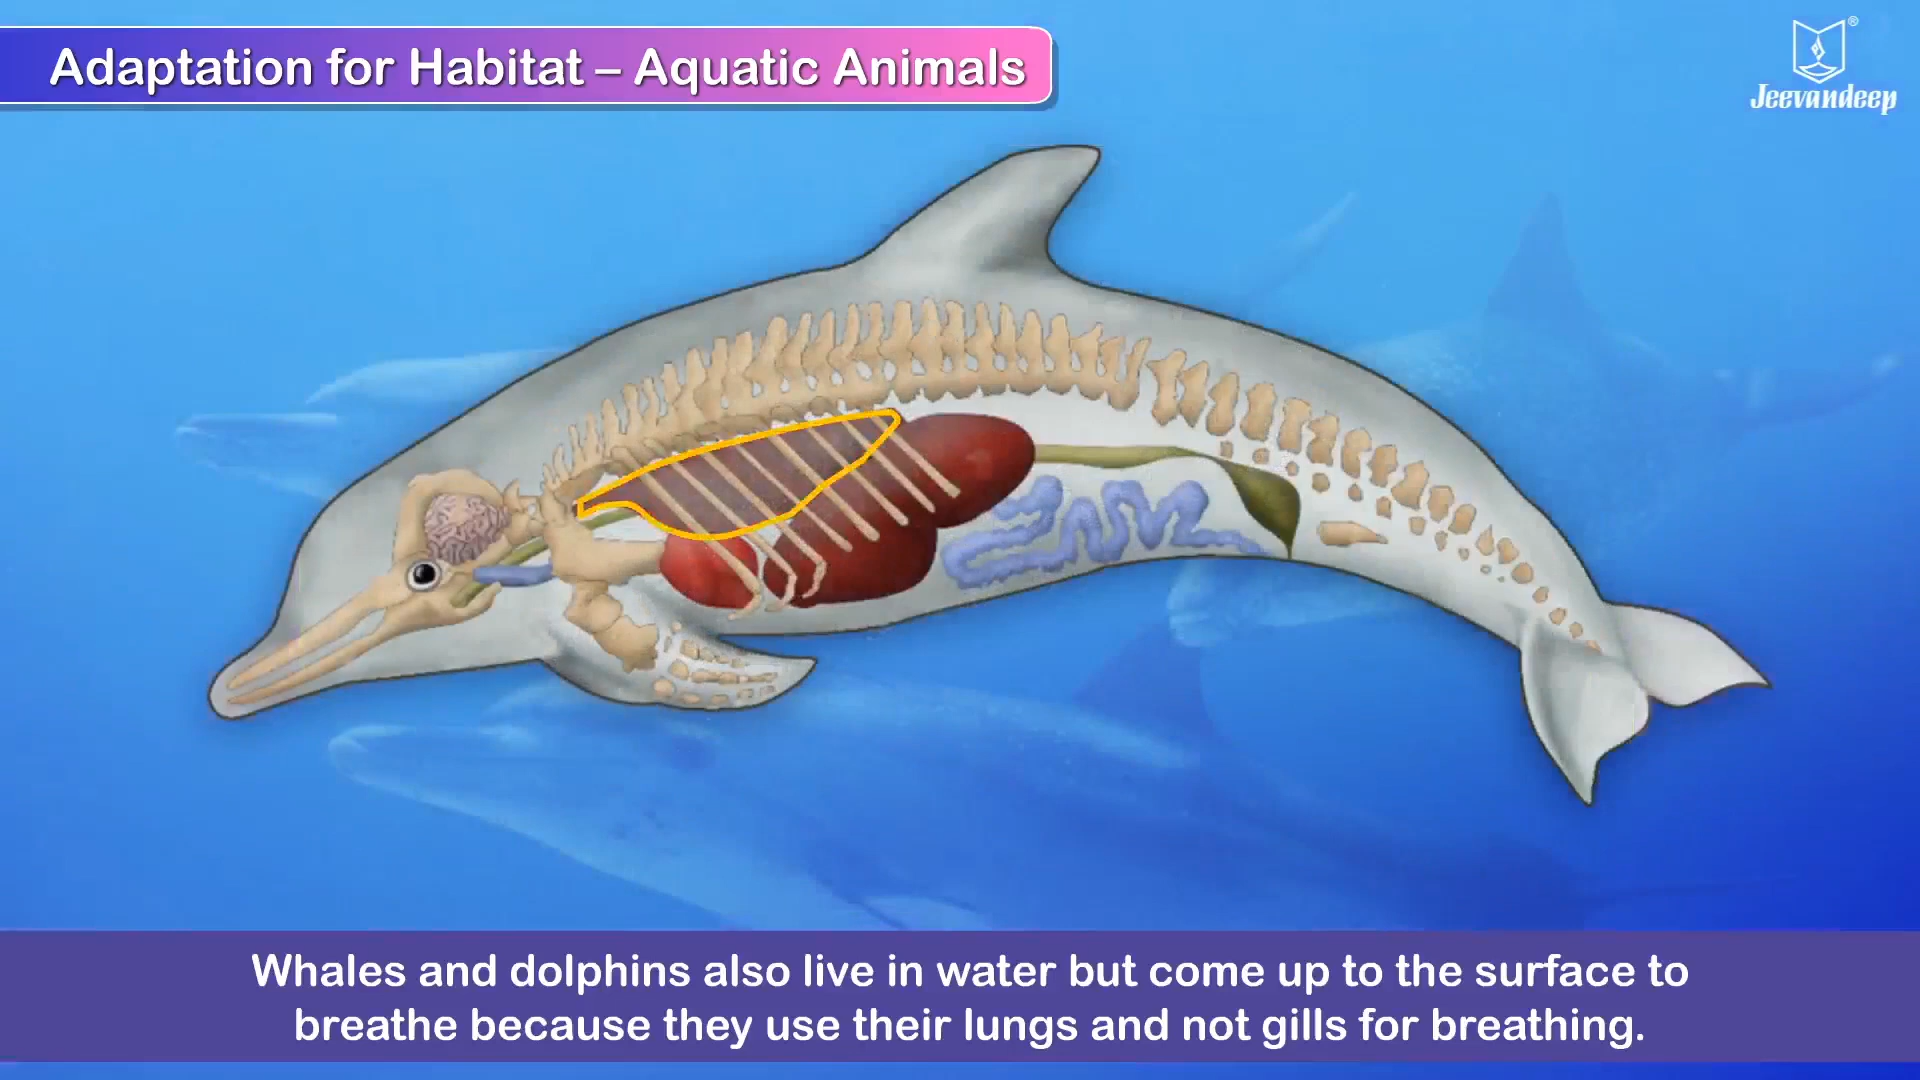 Adaptation for Habitat – Aquatic Animals
®
Jeevandeep
Whales and dolphins also live in water but come up to the surface to
breathe because they use their lungs and not gills for breathing.